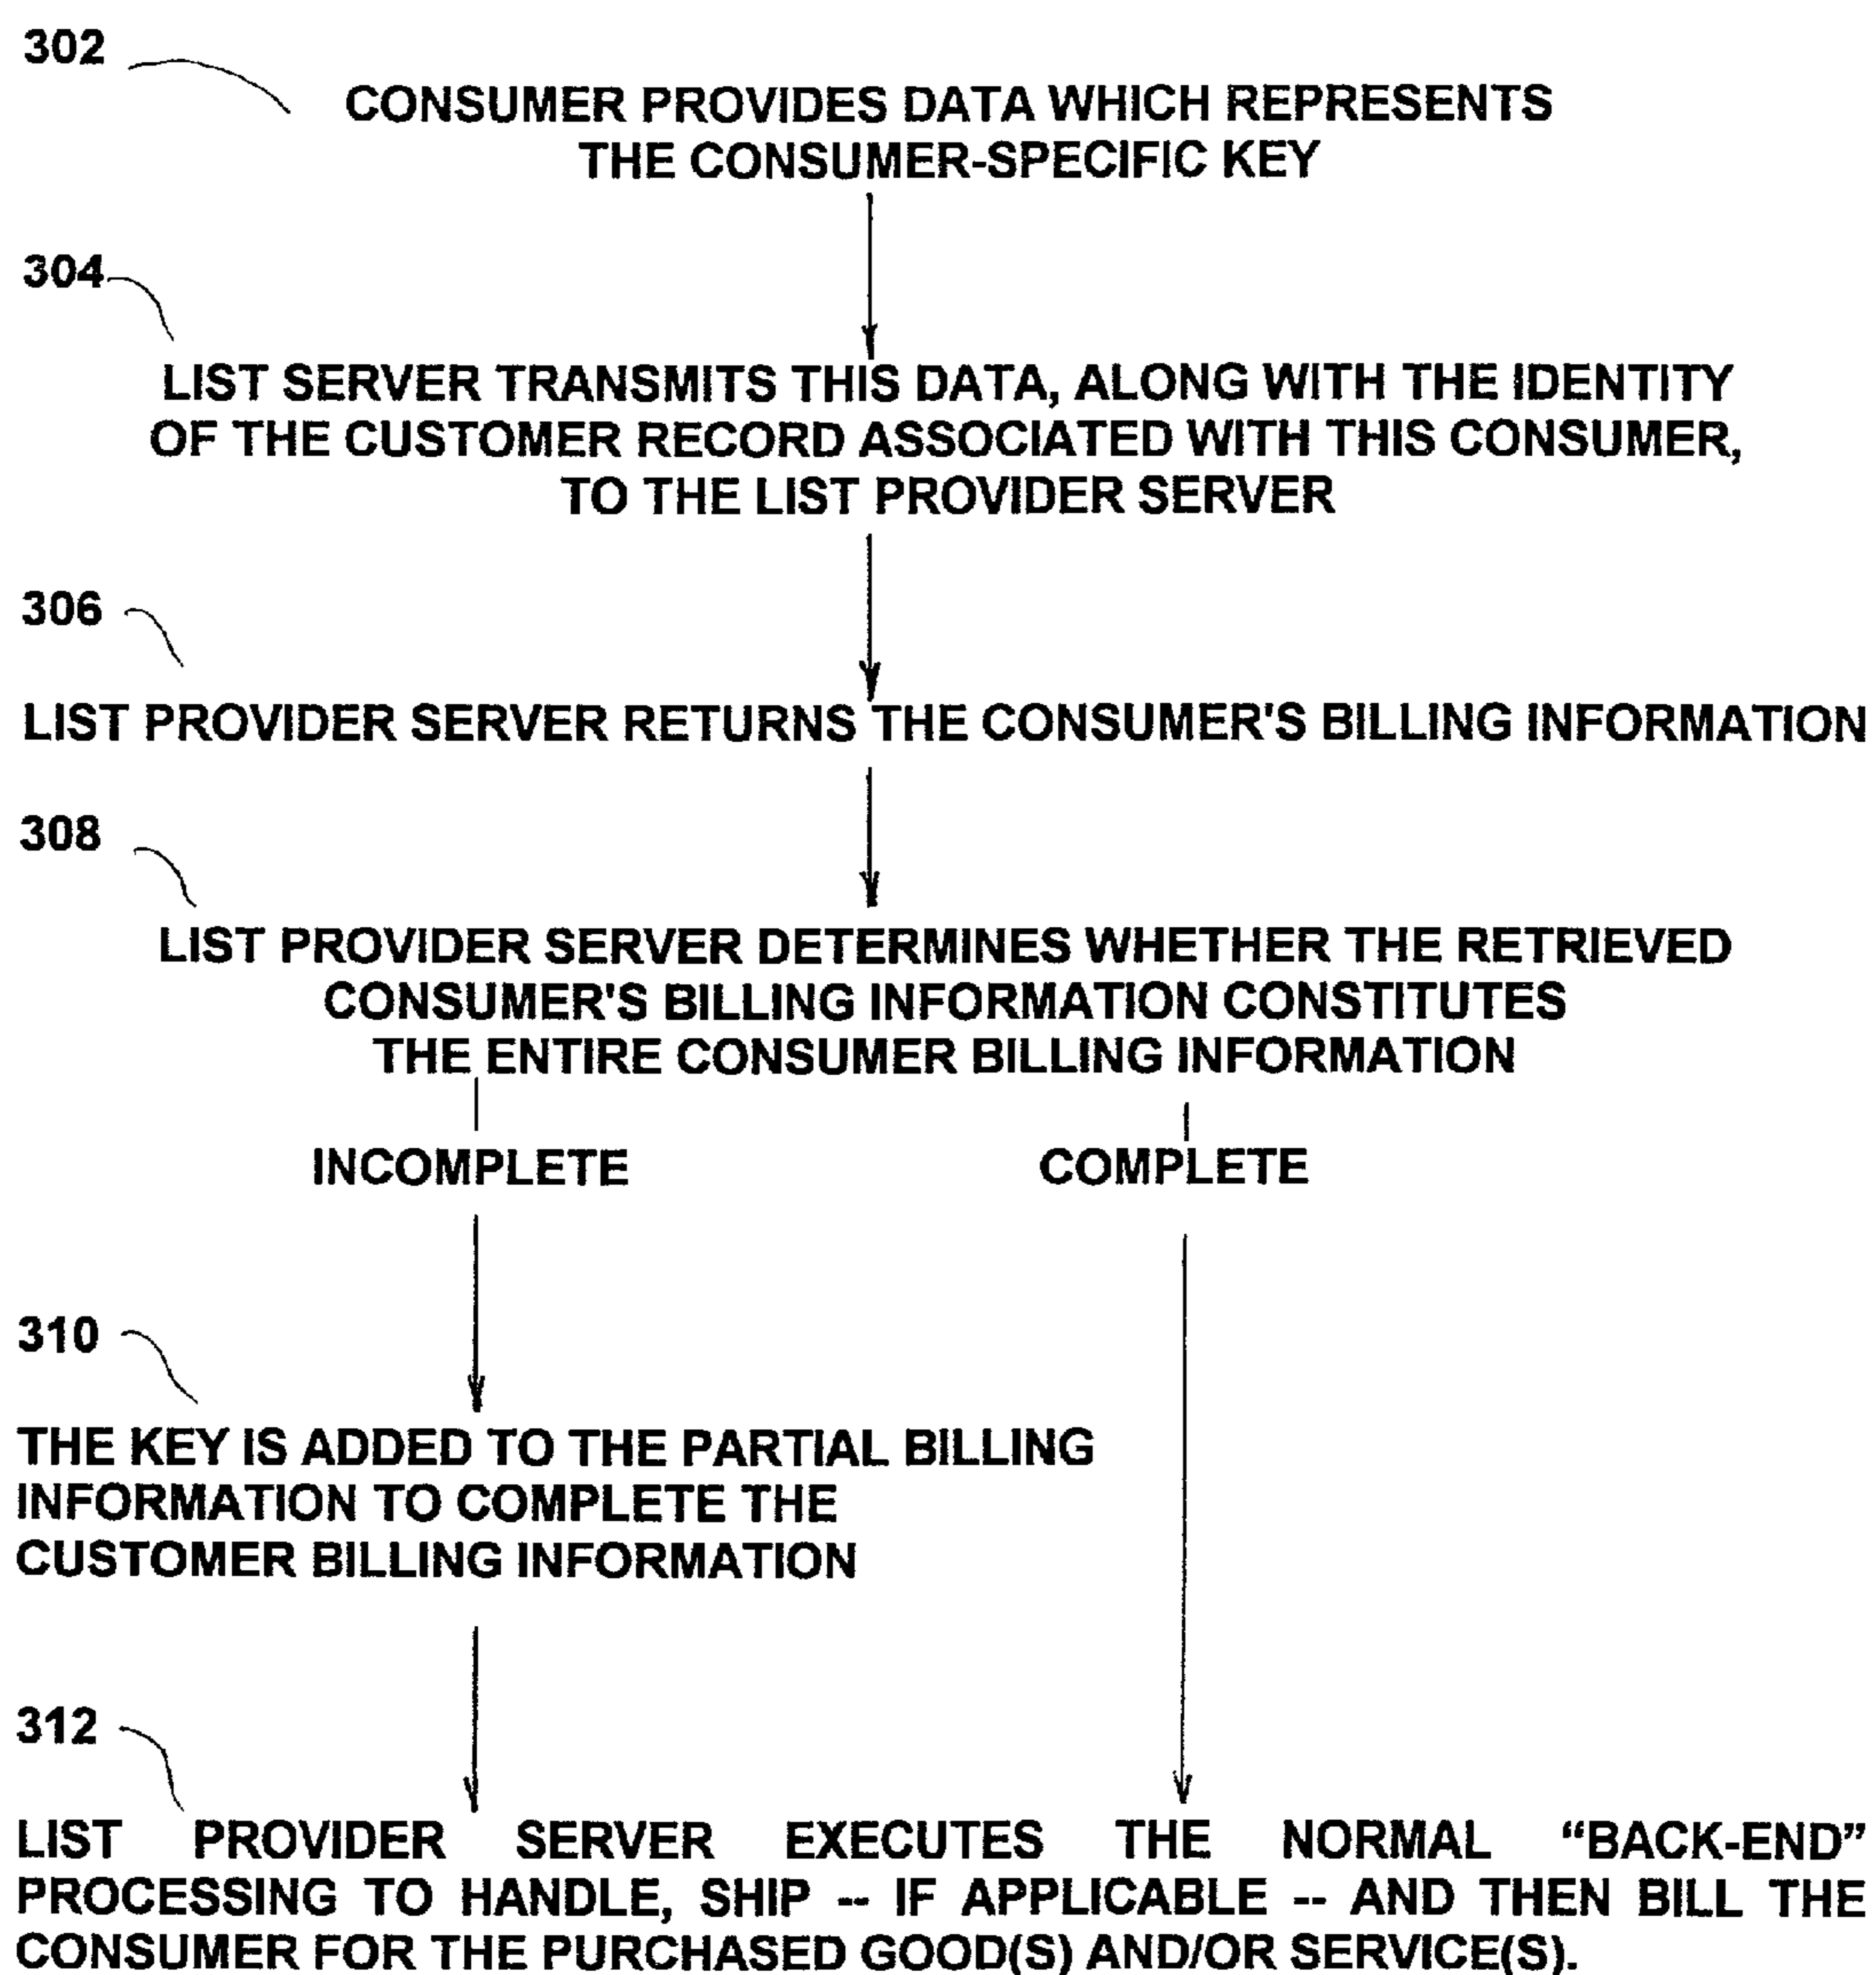 302
CONSUMER PROVIDES DATA WHICH REPRESENTS
THE CONSUMER-SPECIFIC KEY
304
LIST SERVER TRANSMITS THIS DATA, ALONG WITH THE IDENTITY
OF THE CUSTOMER RECORD ASSOCIATED WITH THIS CONSUMER,
TO THE LIST PROVIDER SERVER
306
LIST PROVIDER SERVER RETURNS THE CONSUMER'S BILLING INFORMATION
308
LIST PROVIDER SERVER DETERMINES WHETHER THE RETRIEVED
CONSUMER'S BILLING INFORMATION CONSTITUTES
THE ENTIRE CONSUMER BILLING INFORMATION
INCOMPLETE COMPLETE
310
THE KEY IS ADDED TO THE PARTIAL BILLING
INFORMATION TO COMPLETE THE
CUSTOMER BILLING INFORMATION
312
LIST PROVIDER SERVER EXECUTES THE NORMAL “BACK-END”
PROCESSING TO HANDLE, SHIP -- IF APPLICABLE -- AND THEN BILL THE
CONSUMER FOR THE PURCHASED GOOD(S) AND/OR SERVICE(S).